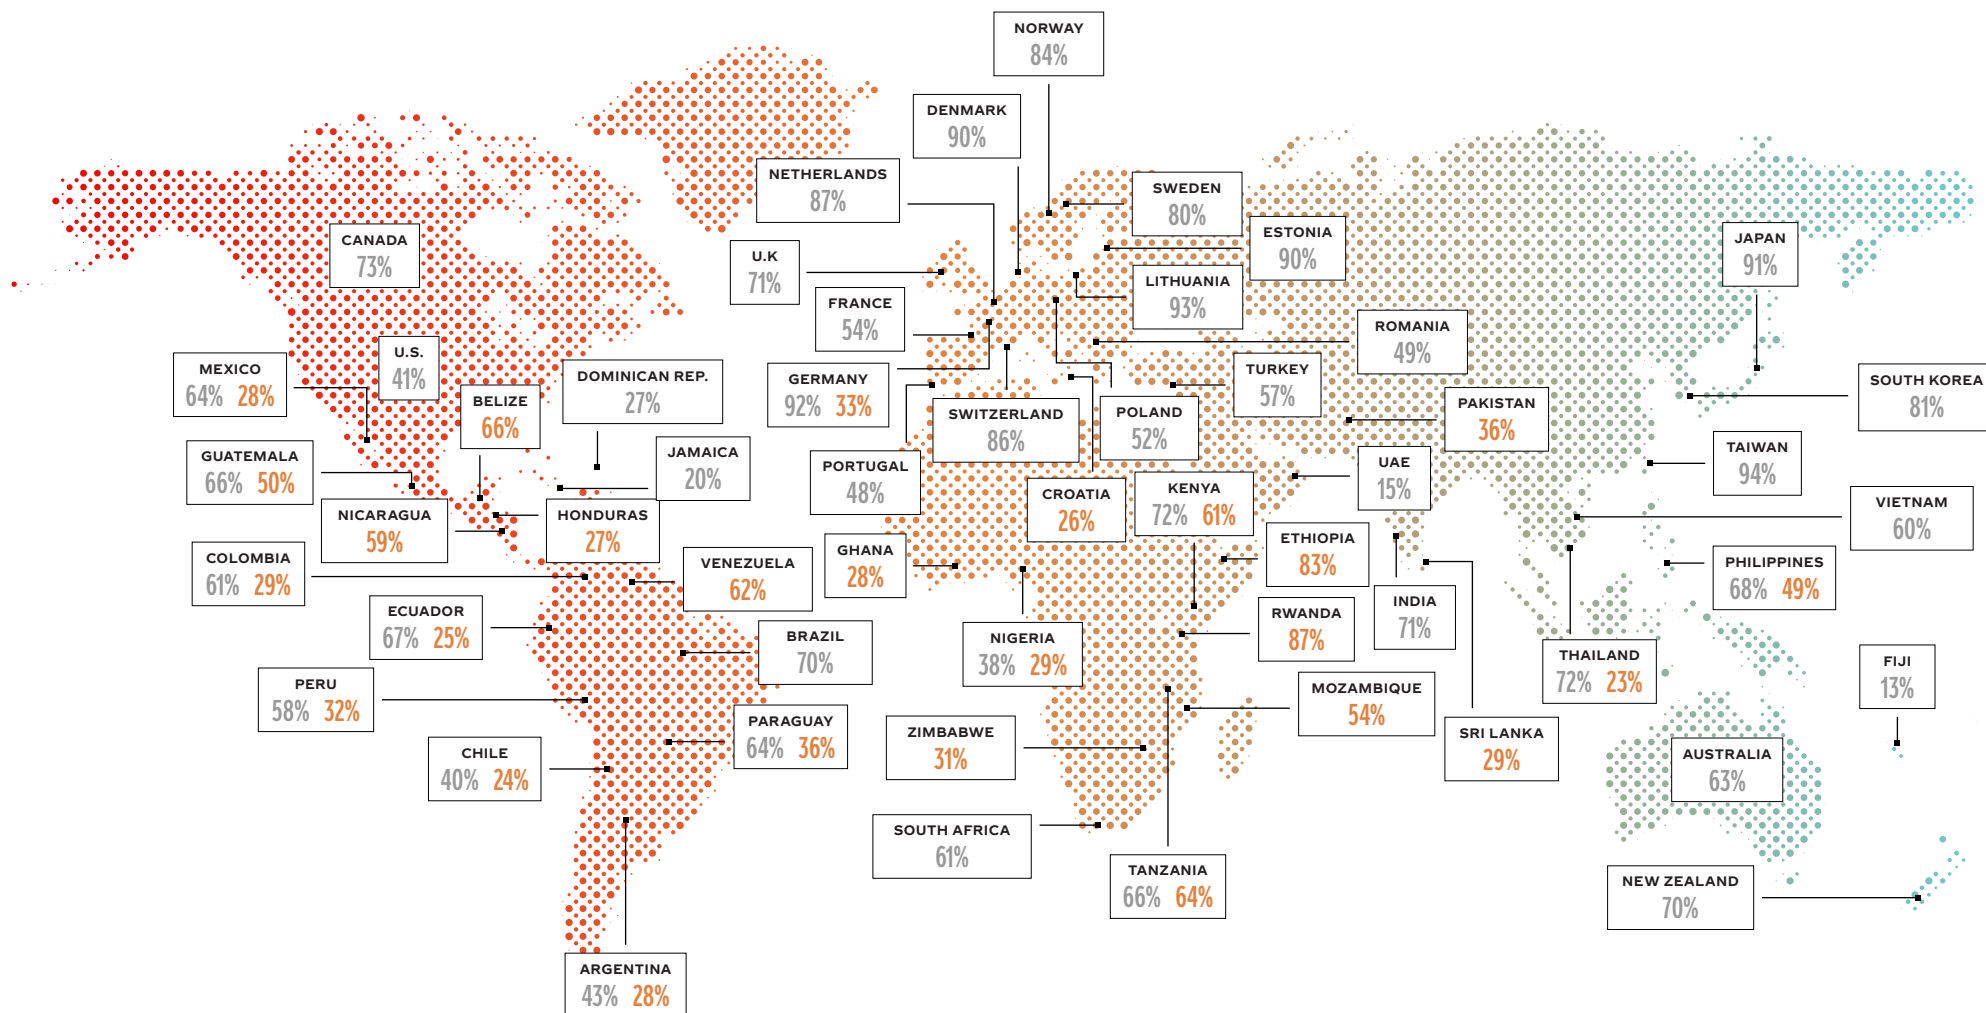 NORWAY
84%
DENMARK
90%
NETHERLANDS
87%
SWEDEN
80%
ESTONIA
90%
CANADA
73%
U.K
71%
JAPAN
91%
LITHUANIA
93%
FRANCE
54%
ROMANIA
49%
U.S.
41%
MEXICO
64% 28%
DOMINICAN REP.
27%
GERMANY
92% 33%
TURKEY
57%
SOUTH KOREA
81%
BELIZE
66%
SWITZERLAND
86%
POLAND
52%
PAKISTAN
36%
GUATEMALA
66% 50%
JAMAICA
20%
PORTUGAL
48%
UAE
15%
TAIWAN
94%
CROATIA
26%
KENYA
72% 61%
VIETNAM
60%
NICARAGUA
59%
HONDURAS
27%
COLOMBIA
61% 29%
VENEZUELA
62%
GHANA
28%
ETHIOPIA
83%
PHILIPPINES
68% 49%
ECUADOR
67% 25%
BRAZIL
70%
NIGERIA
38% 29%
RWANDA
87%
INDIA
71%
THAILAND
72% 23%
FIJI
13%
PERU
58% 32%
MOZAMBIQUE
54%
PARAGUAY
64% 36%
ZIMBABWE
31%
SRI LANKA
29%
CHILE
40% 24%
AUSTRALIA
63%
SOUTH AFRICA
61%
TANZANIA
66% 64%
NEW ZEALAND
70%
ARGENTINA
43% 28%